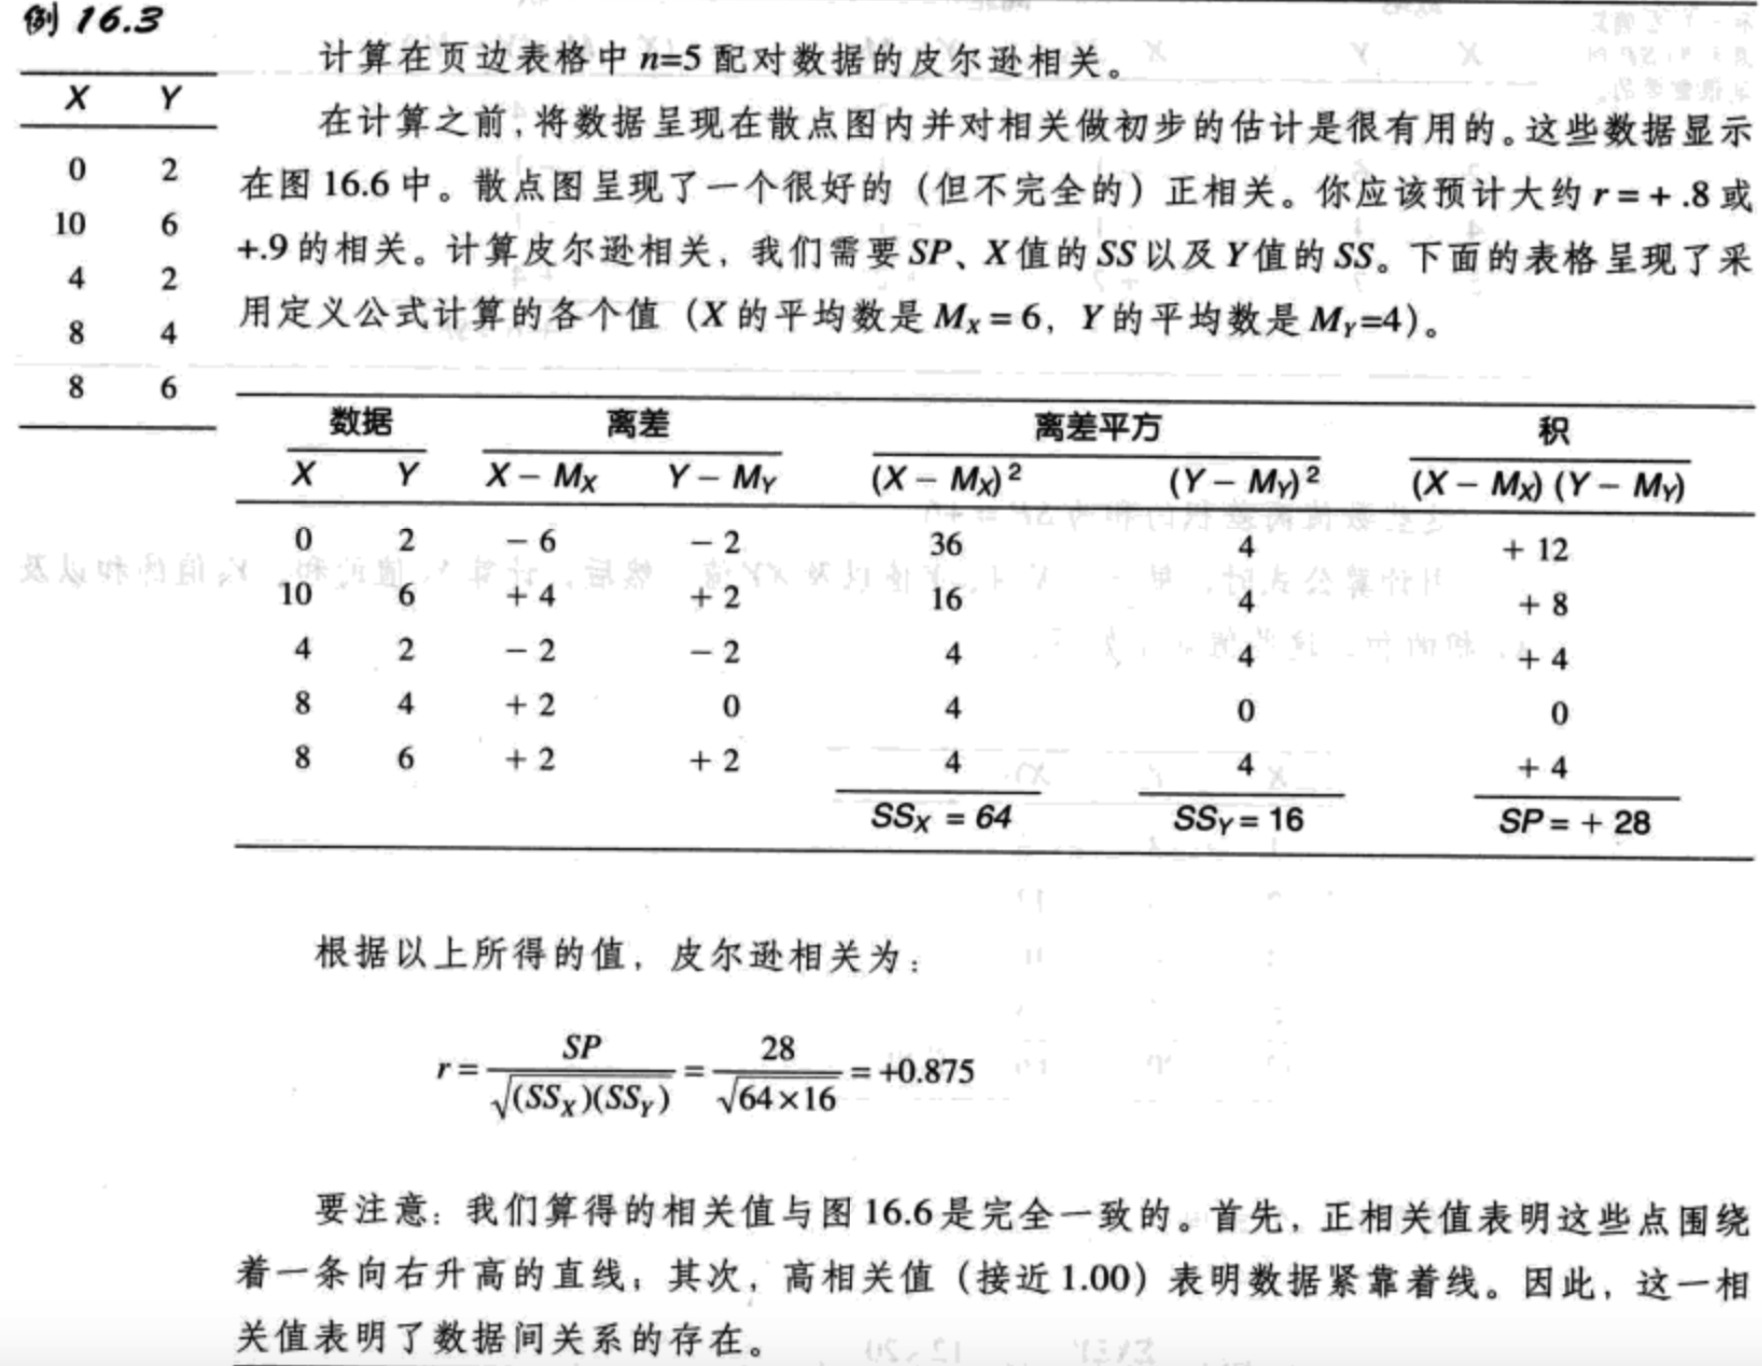 例 16.3
X Y
0 2
10 6
4 2
8 4
8 6
计算在页边表格中 n=5 配对数据的皮尔逊相关。
在计算之前，将数据呈现在散点图内并对相关做初步的估计是很有用的。这些数据显示
在图 16.6 中。散点图呈现了一个很好的（但不完全的）正相关。你应该预计大约 r = + .8 或
+.9 的相关。计算皮尔逊相关，我们需要 SP、X 值的 SS 以及 Y 值的 SS。下面的表格呈现了采
用定义公式计算的各个值（X 的平均数是 M_X = 6，Y 的平均数是 M_Y=4）。
数据 离差 离差平方 积
X Y X − M_X Y − M_Y (X − M_X)² (Y − M_Y)² (X − M_X) (Y − M_Y)
0 2 − 6 − 2 36 4 + 12
10 6 + 4 + 2 16 4 + 8
4 2 − 2 − 2 4 4 + 4
8 4 + 2 0 4 0 0
8 6 + 2 + 2 4 4 + 4
SS_X = 64 SS_Y = 16 SP = + 28
根据以上所得的值，皮尔逊相关为：
r = SP / √(SS_X)(SS_Y) = 28 / √64×16 = +0.875
要注意：我们算得的相关值与图 16.6 是完全一致的。首先，正相关值表明这些点围绕
着一条向右升高的直线；其次，高相关值（接近 1.00）表明数据紧靠着线。因此，这一相
关值表明了数据间关系的存在。